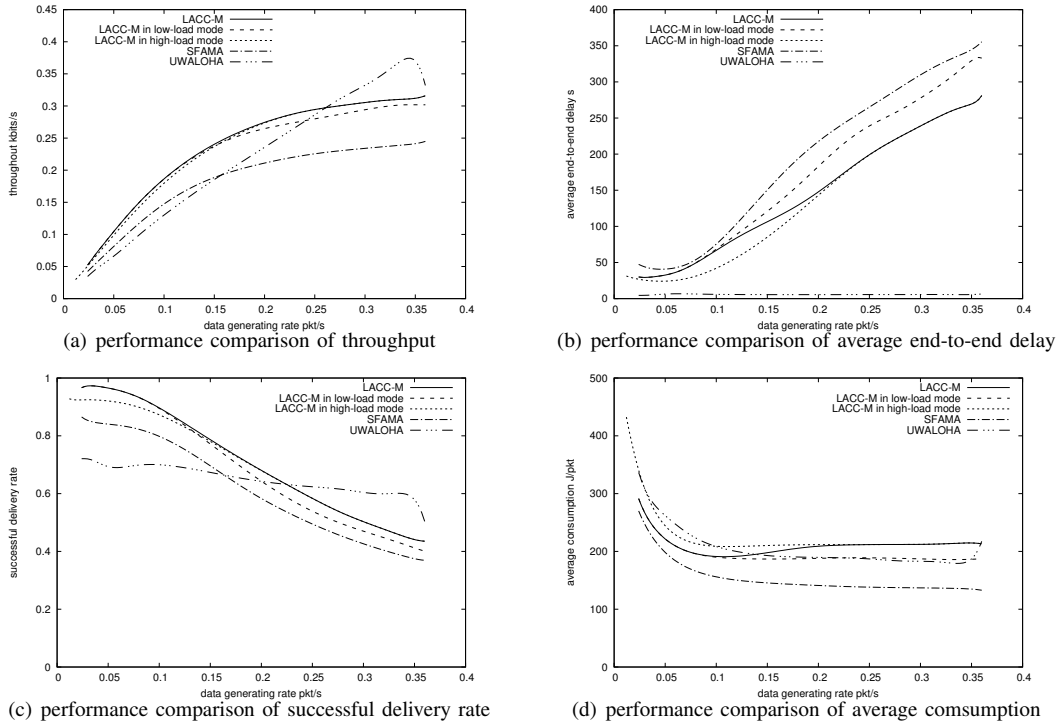 LACC-M
LACC-M in low-load mode
LACC-M in high-load mode
SFAMA
UWALOHA
throughout kbits/s
0.45
0.4
0.35
0.3
0.25
0.2
0.15
0.1
0.05
0
0 0.05 0.1 0.15 0.2 0.25 0.3 0.35 0.4
data generating rate pkt/s
(a) performance comparison of throughput
LACC-M
LACC-M in low-load mode
LACC-M in high-load mode
SFAMA
UWALOHA
average end-to-end delay s
400
350
300
250
200
150
100
50
0
0 0.05 0.1 0.15 0.2 0.25 0.3 0.35 0.4
data generating rate pkt/s
(b) performance comparison of average end-to-end delay
LACC-M
LACC-M in low-load mode
LACC-M in high-load mode
SFAMA
UWALOHA
successful delivery rate
1
0.8
0.6
0.4
0.2
0
0 0.05 0.1 0.15 0.2 0.25 0.3 0.35 0.4
data generating rate pkt/s
(c) performance comparison of successful delivery rate
LACC-M
LACC-M in low-load mode
LACC-M in high-load mode
SFAMA
UWALOHA
average consumption J/pkt
500
400
300
200
100
0
0 0.05 0.1 0.15 0.2 0.25 0.3 0.35 0.4
data generating rate pkt/s
(d) performance comparison of average comsumption